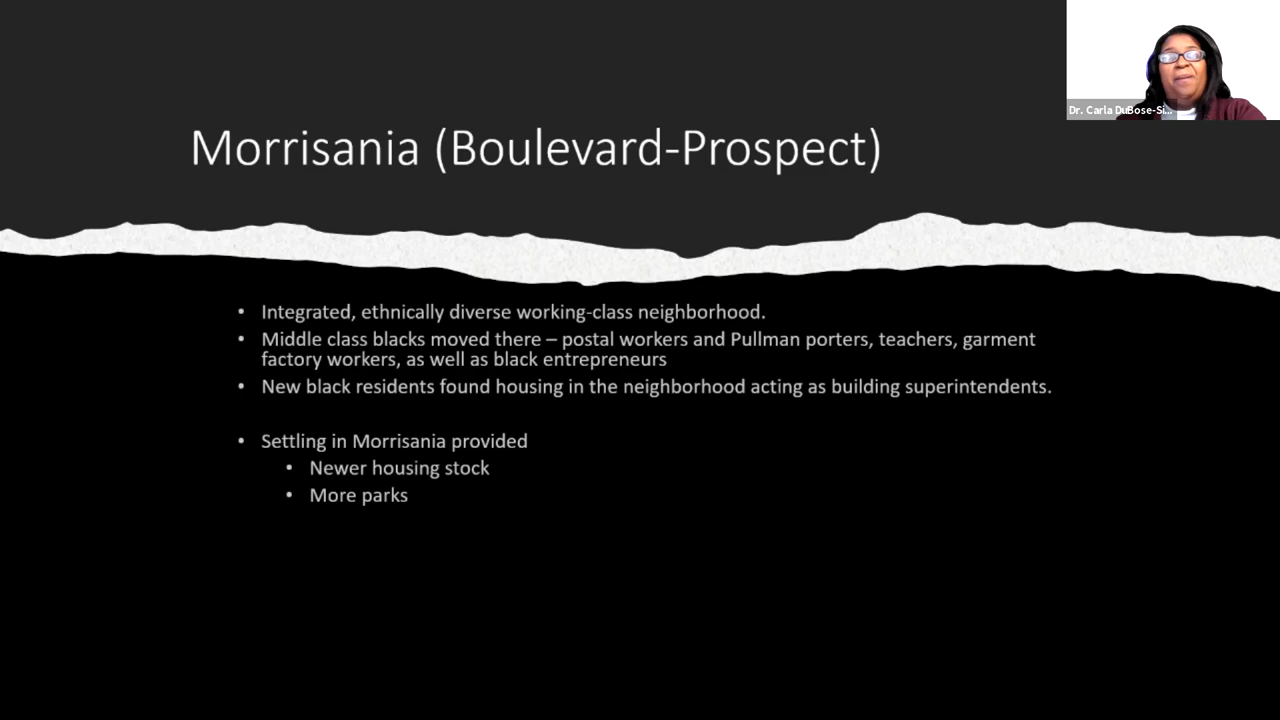 Dr. Carla DuBose-Si...
Morrisania (Boulevard-Prospect)
• Integrated, ethnically diverse working-class neighborhood.
• Middle class blacks moved there – postal workers and Pullman porters, teachers, garment
factory workers, as well as black entrepreneurs
• New black residents found housing in the neighborhood acting as building superintendents.
• Settling in Morrisania provided
• Newer housing stock
• More parks